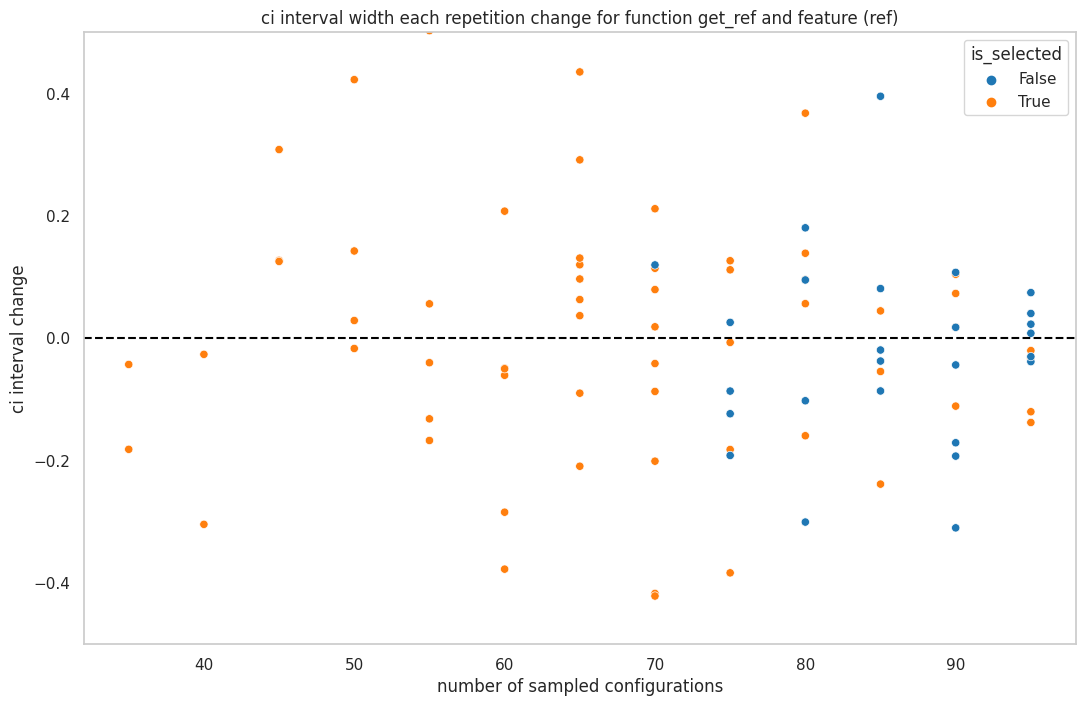 ci interval width each repetition change for function get_ref and feature (ref)
is_selected
False
True
0.4
0.2
0.0
−0.2
−0.4
ci interval change
40
50
60
70
80
90
number of sampled configurations